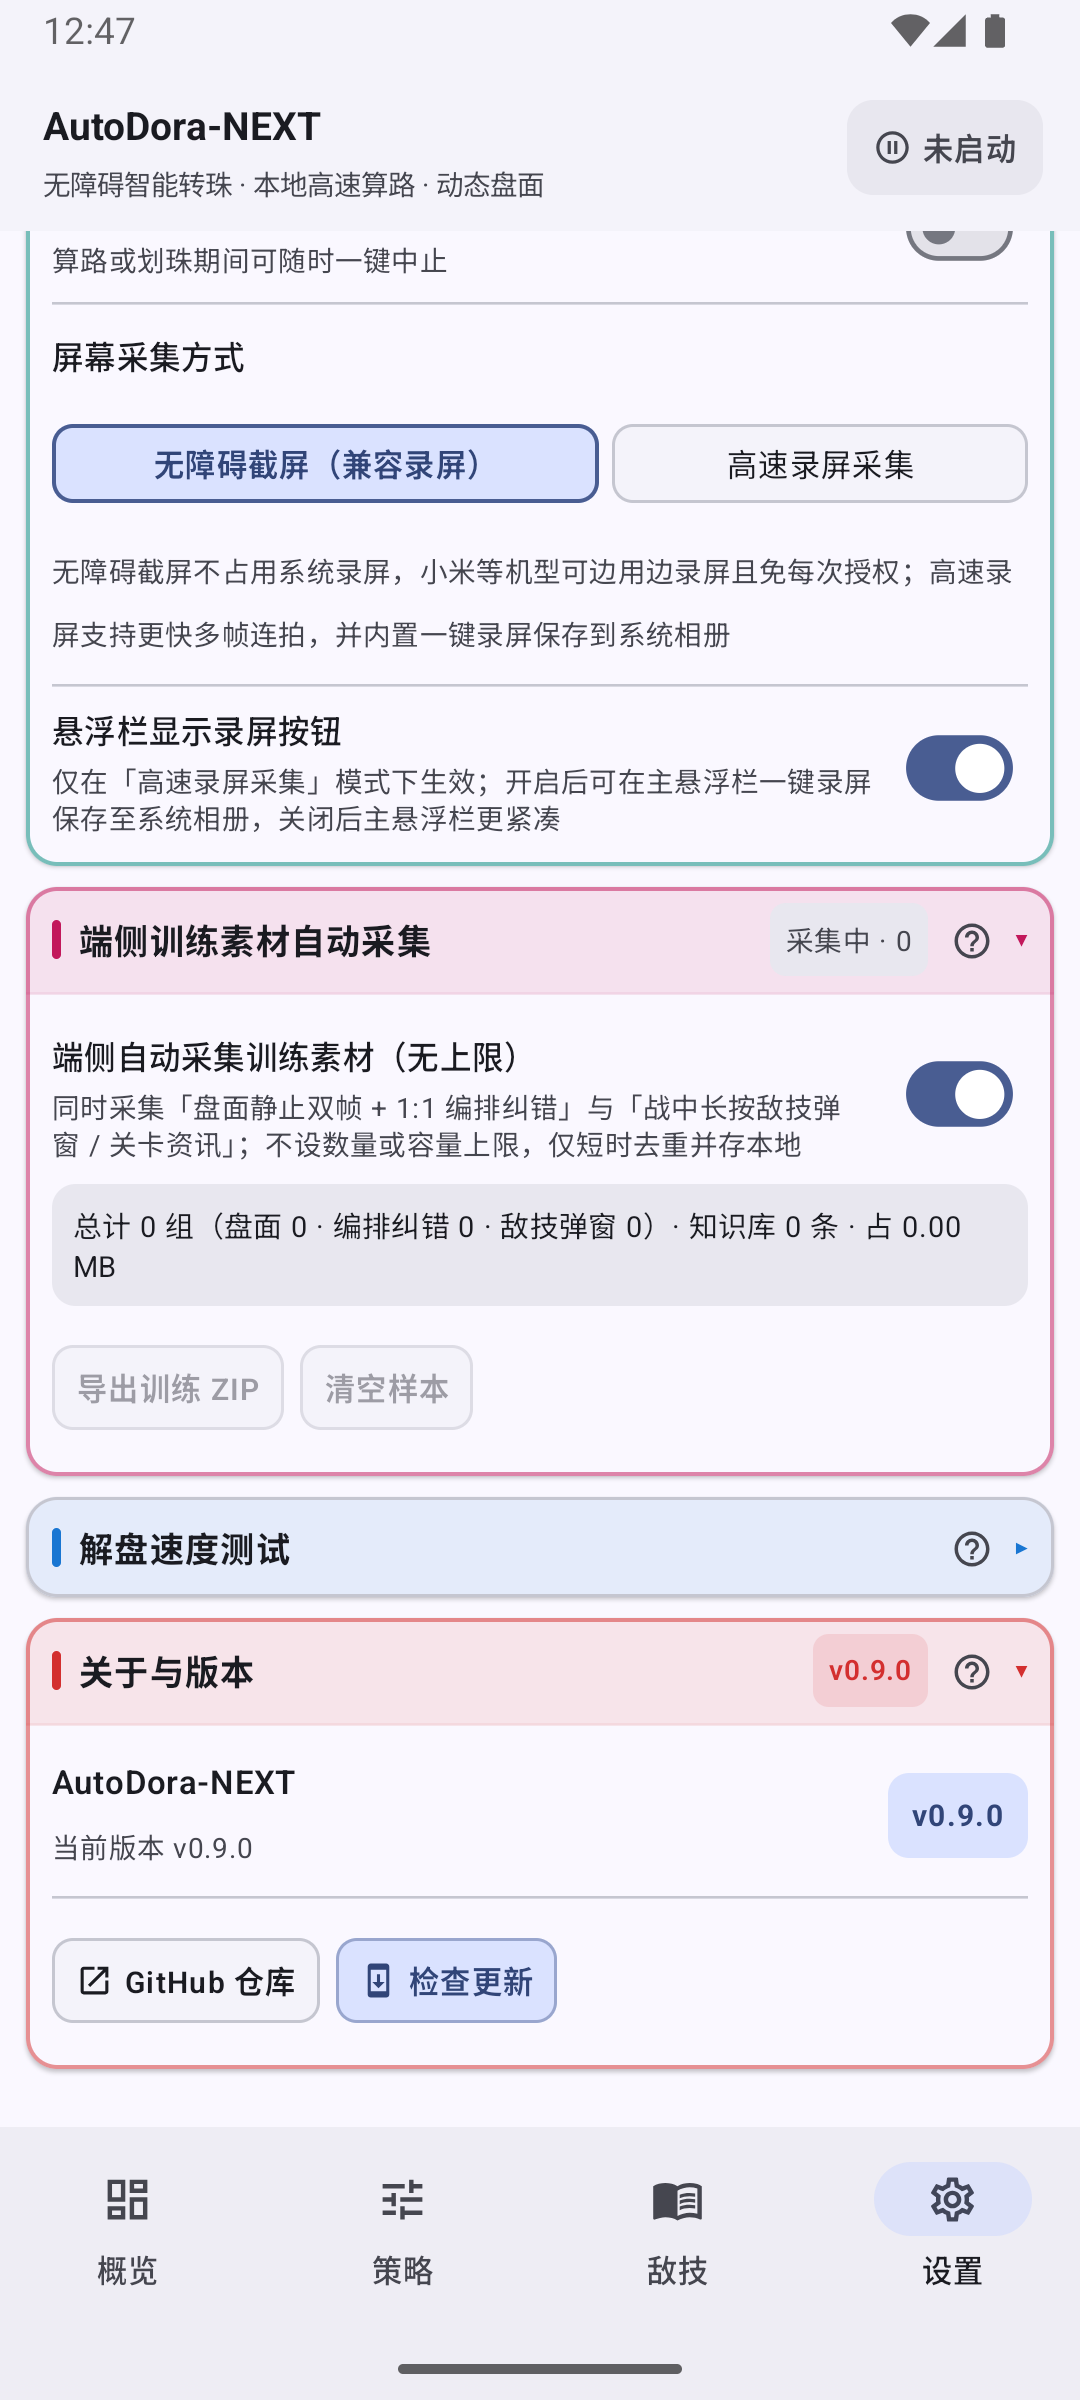 12:47
AutoDora-NEXT
无障碍智能转珠 · 本地高速算路 · 动态盘面
未启动
算路或划珠期间可随时一键中止
屏幕采集方式
无障碍截屏（兼容录屏）
高速录屏采集
无障碍截屏不占用系统录屏，小米等机型可边用边录屏且免每次授权；高速录
屏支持更快多帧连拍，并内置一键录屏保存到系统相册
悬浮栏显示录屏按钮
仅在「高速录屏采集」模式下生效；开启后可在主悬浮栏一键录屏
保存至系统相册，关闭后主悬浮栏更紧凑
端侧训练素材自动采集
采集中 · 0
端侧自动采集训练素材（无上限）
同时采集「盘面静止双帧 + 1:1 编排纠错」与「战中长按敌技弹
窗 / 关卡资讯」；不设数量或容量上限，仅短时去重并存本地
总计 0 组（盘面 0 · 编排纠错 0 · 敌技弹窗 0）· 知识库 0 条 · 占 0.00
MB
导出训练 ZIP
清空样本
解盘速度测试
关于与版本
v0.9.0
AutoDora-NEXT
当前版本 v0.9.0
v0.9.0
GitHub 仓库
检查更新
概览
策略
敌技
设置